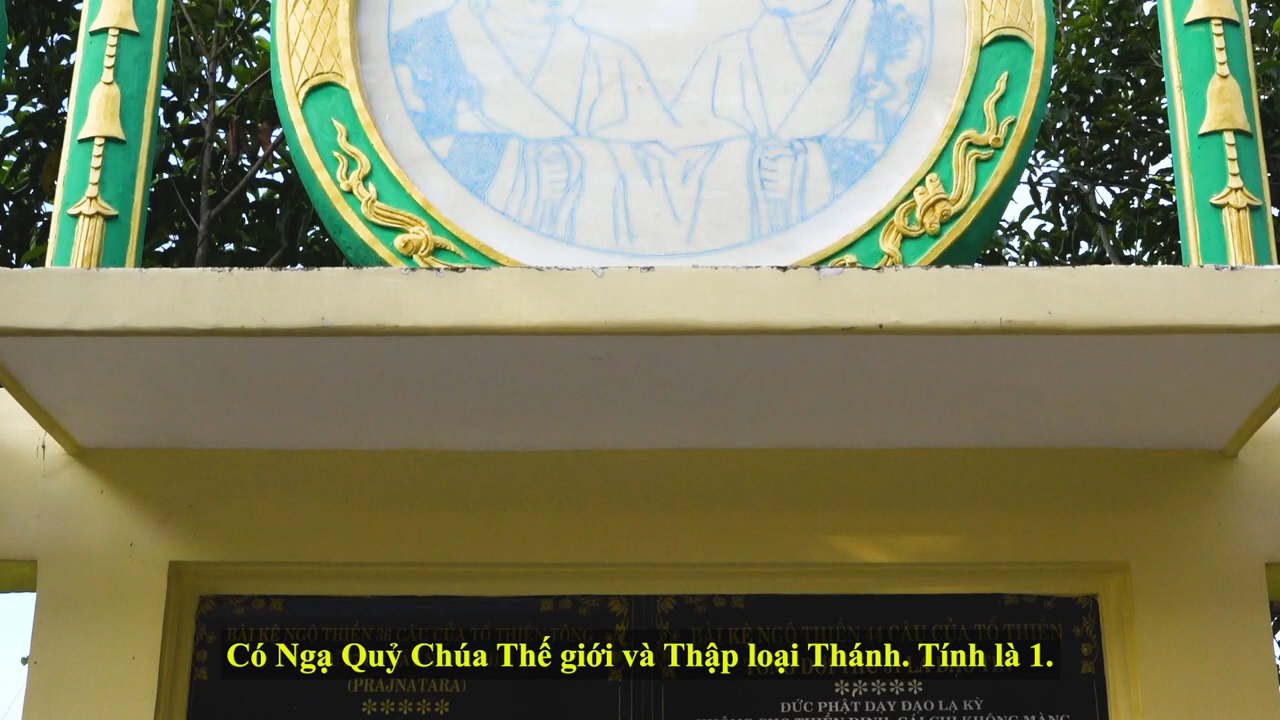 BÀI KỆ NGỘ THIỀN 36 CÂU CỦA TỔ THIỀN TÔNG
BÀI KỆ NGỘ THIỀN 44 CÂU CỦA TỔ THIỀN
Có Ngạ Quỷ Chúa Thế giới và Thập loại Thánh. Tính là 1.
(PRAJNATARA)
ĐỨC PHẬT DẠY ĐẠO LẠ KỲ